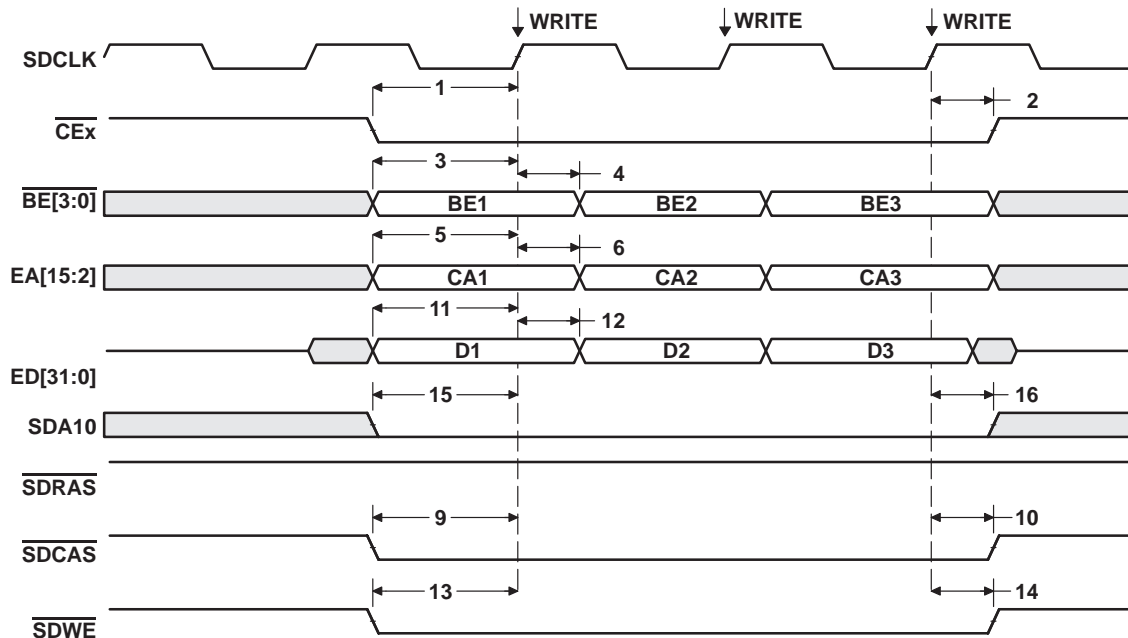 WRITE WRITE WRITE
SDCLK
1 2
CEx
3 4
BE[3:0] BE1 BE2 BE3
5 6
EA[15:2] CA1 CA2 CA3
11 12
D1 D2 D3
ED[31:0]
15 16
SDA10
SDRAS
9 10
SDCAS
13 14
SDWE